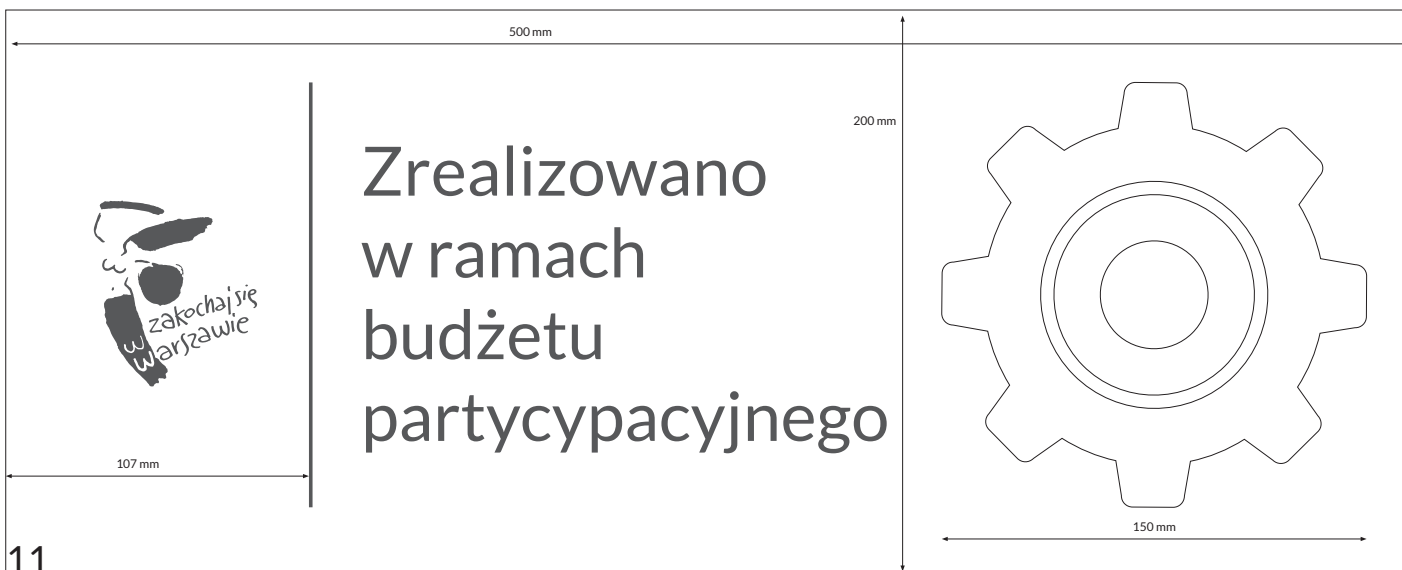 500 mm
200 mm
Zrealizowano
w ramach
budżetu
partycypacyjnego
zakochaj się
w warszawie
107 mm
150 mm
11